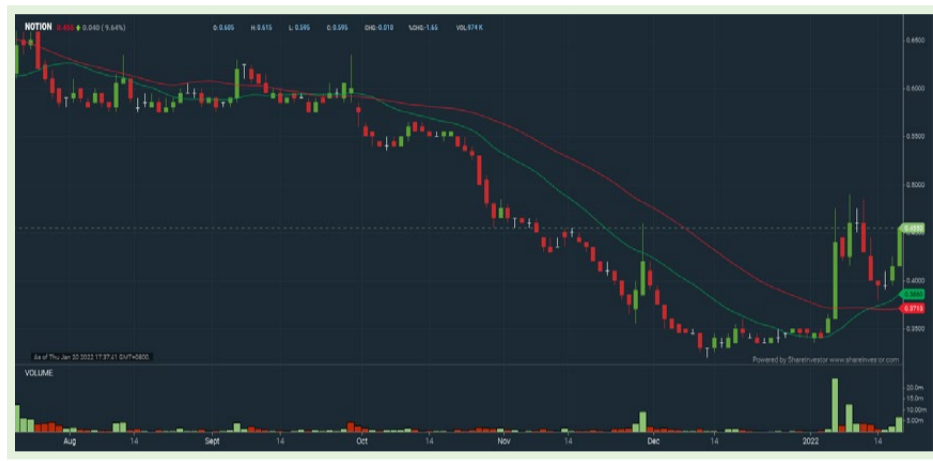 NOTION 0.455 0.040 ( 9.64%) O: 0.605 H: 0.615 L: 0.595 C: 0.595 CHG: -0.010 %CHG: -1.65 VOL: 974 K
0.6500
0.6000
0.5500
0.5000
0.4550
0.4000
0.3715
0.3500
As of Thu Jan 20 2022 17:37:41 GMT+0800.
Powered by ShareInvestor www.shareinvestor.com
VOLUME
20.0m
15.0m
10.00m
5.00m
Aug 14 Sept 14 Oct 14 Nov 14 Dec 14 2022 14